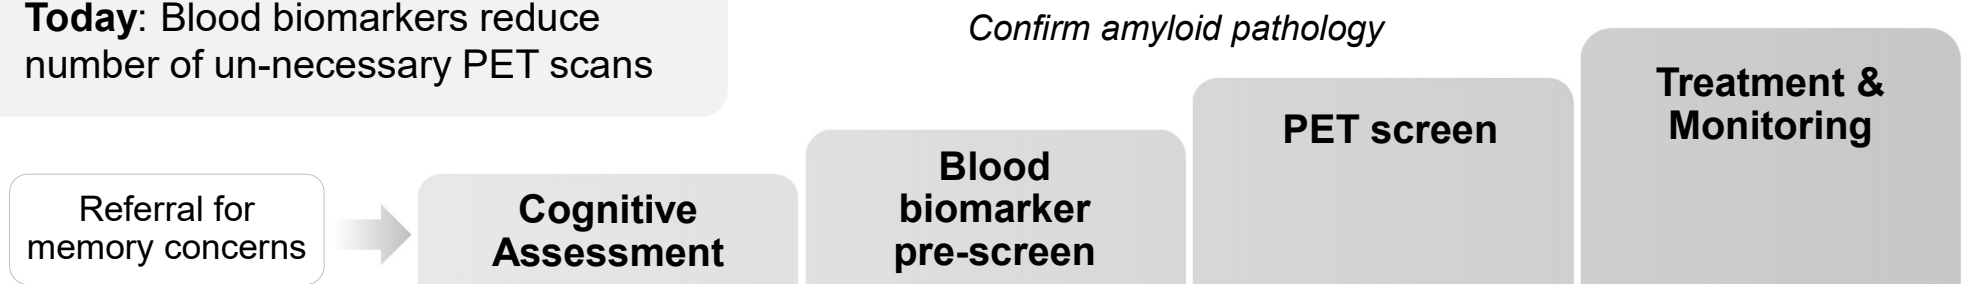 Today: Blood biomarkers reduce
number of un-necessary PET scans
Confirm amyloid pathology
Referral for
memory concerns
Cognitive
Assessment
Blood
biomarker
pre-screen
PET screen
Treatment &
Monitoring